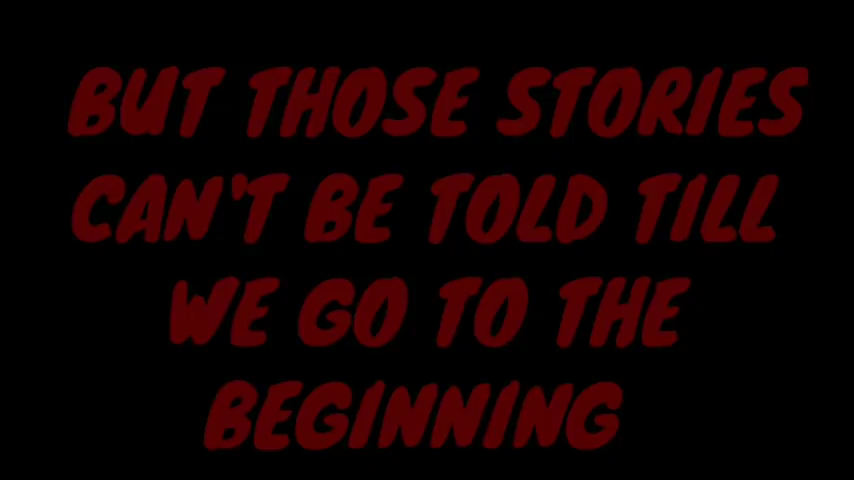 BUT THOSE STORIES
CAN'T BE TOLD TILL
WE GO TO THE
BEGINNING